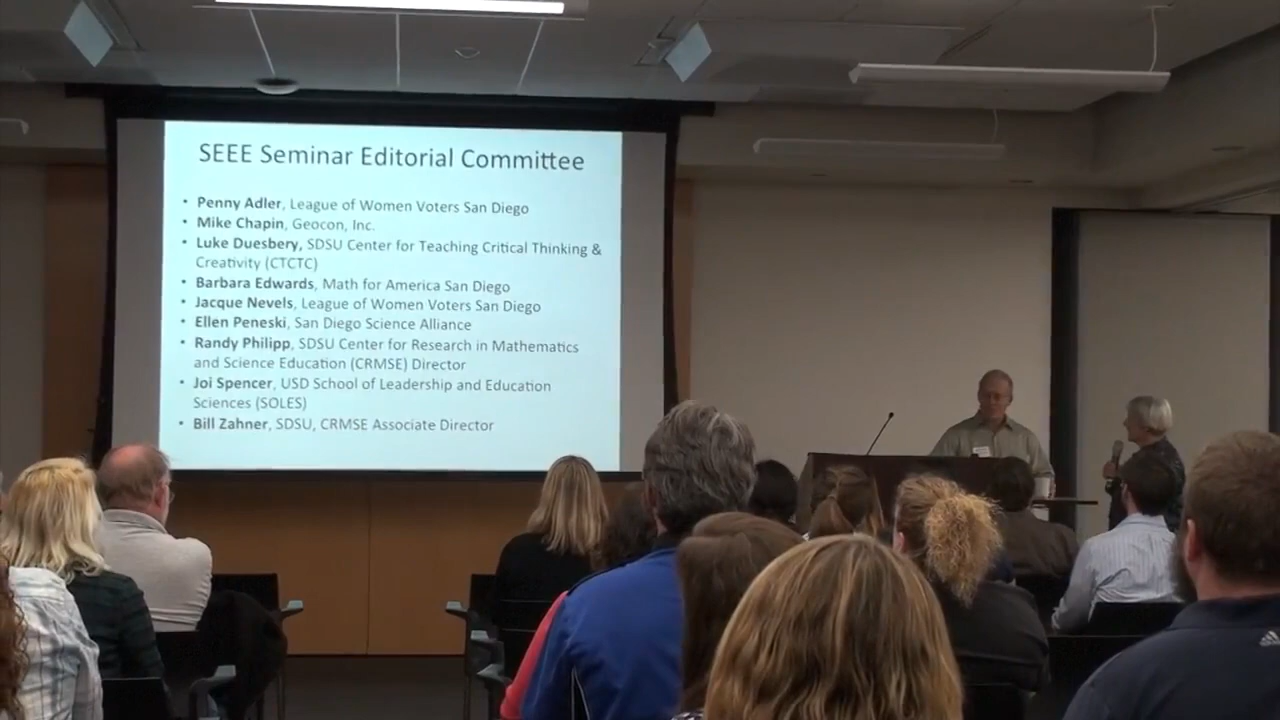 SEEE Seminar Editorial Committee
• Penny Adler, League of Women Voters San Diego
• Mike Chapin, Geocon, Inc.
• Luke Duesbery, SDSU Center for Teaching Critical Thinking &
Creativity (CTCTC)
• Barbara Edwards, Math for America San Diego
• Jacque Nevels, League of Women Voters San Diego
• Ellen Peneski, San Diego Science Alliance
• Randy Philipp, SDSU Center for Research in Mathematics
and Science Education (CRMSE) Director
• Joi Spencer, USD School of Leadership and Education
Sciences (SOLES)
• Bill Zahner, SDSU, CRMSE Associate Director